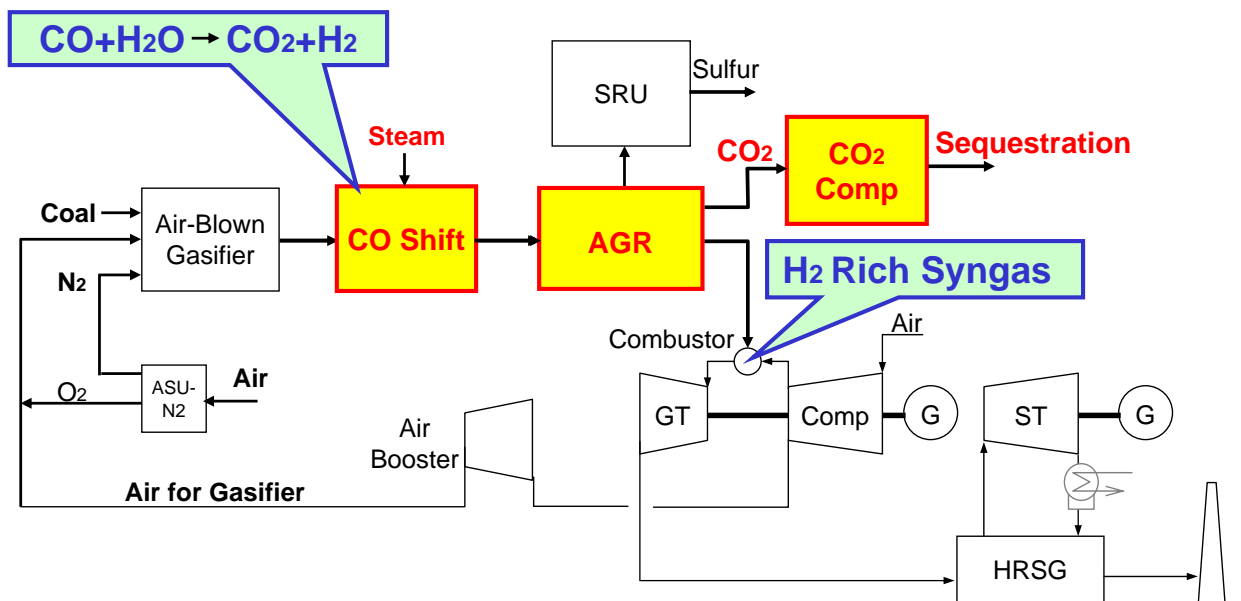 CO+H2O→CO2+H2
Sulfur
SRU
Steam
CO2
CO2
Comp
Sequestration
Coal
Air-Blown
Gasifier
CO Shift
AGR
H2 Rich Syngas
N2
Combustor
Air
ASU-
N2
Air
O2
GT
Comp
G
ST
G
Air
Booster
Air for Gasifier
HRSG